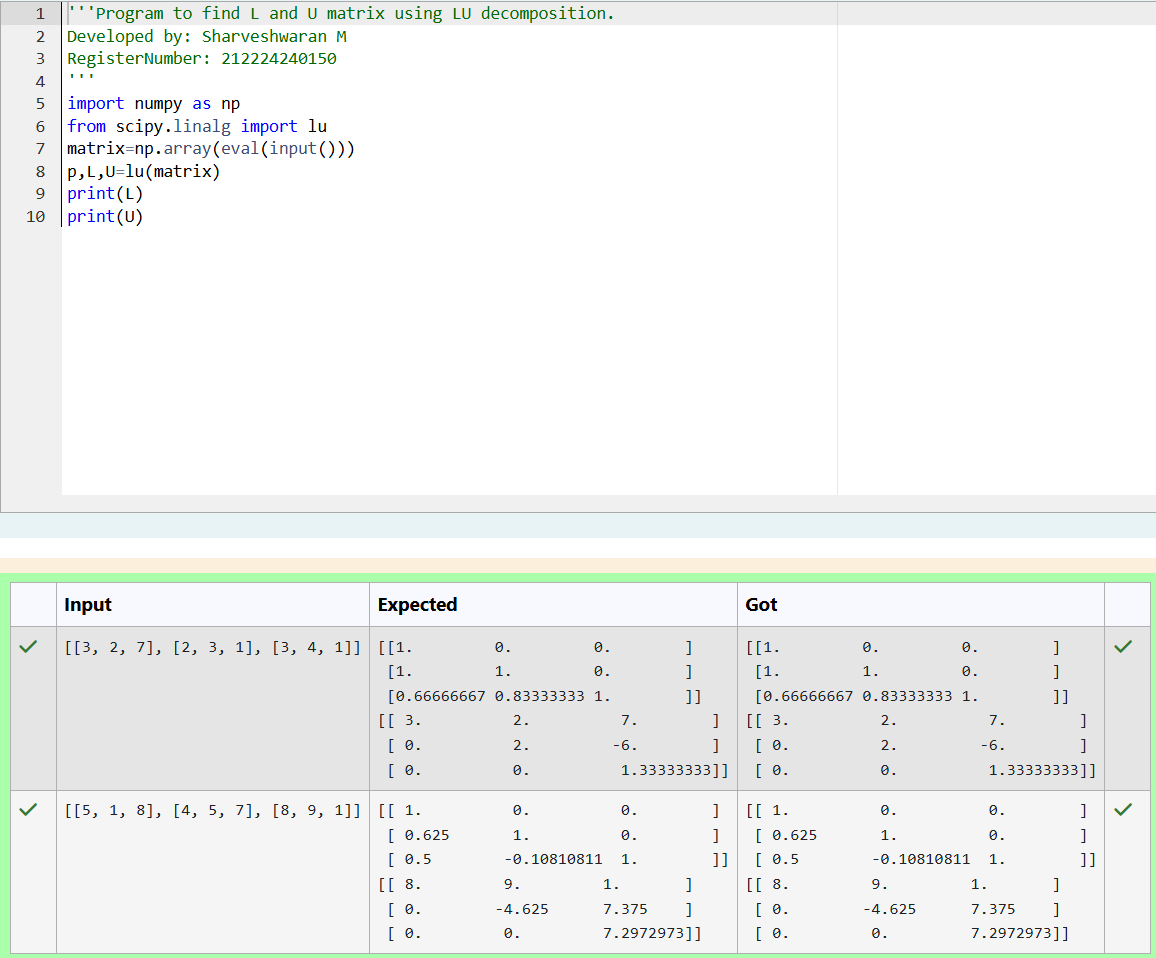 1 '''Program to find L and U matrix using LU decomposition.
2 Developed by: Sharveshwaran M
3 RegisterNumber: 212224240150
4 '''
5 import numpy as np
6 from scipy.linalg import lu
7 matrix=np.array(eval(input()))
8 p,L,U=lu(matrix)
9 print(L)
10 print(U)
Input Expected Got
[[3, 2, 7], [2, 3, 1], [3, 4, 1]] [[1. 0. 0. ] [[1. 0. 0. ]
[1. 1. 0. ] [1. 1. 0. ]
[0.66666667 0.83333333 1. ]] [0.66666667 0.83333333 1. ]]
[[ 3. 2. 7. ] [[ 3. 2. 7. ]
[ 0. 2. -6. ] [ 0. 2. -6. ]
[ 0. 0. 1.33333333]] [ 0. 0. 1.33333333]]
[[5, 1, 8], [4, 5, 7], [8, 9, 1]] [[ 1. 0. 0. ] [[ 1. 0. 0. ]
[ 0.625 1. 0. ] [ 0.625 1. 0. ]
[ 0.5 -0.10810811 1. ]] [ 0.5 -0.10810811 1. ]]
[[ 8. 9. 1. ] [[ 8. 9. 1. ]
[ 0. -4.625 7.375 ] [ 0. -4.625 7.375 ]
[ 0. 0. 7.2972973]] [ 0. 0. 7.2972973]]